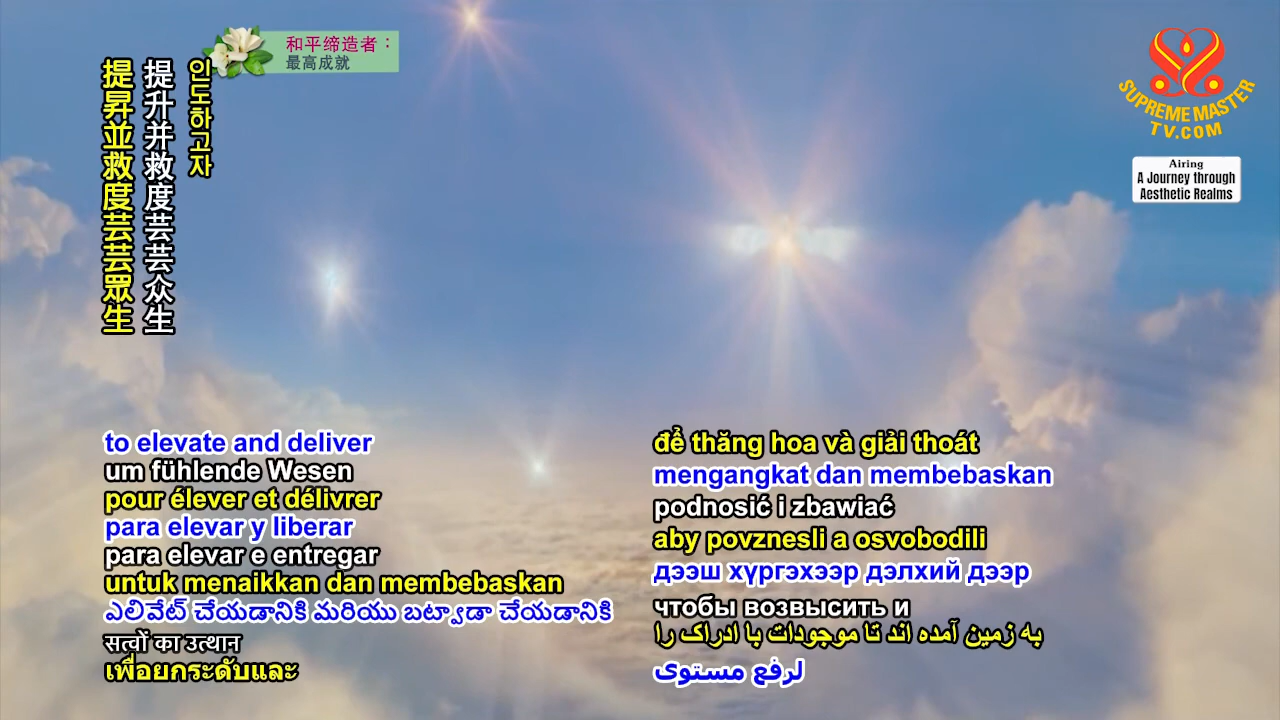 和平缔造者：
最高成就
SUPREME MASTER
TV.COM
Airing
A Journey through
Aesthetic Realms
인도하고자
提升并救度芸芸众生
提昇並救度芸芸眾生
to elevate and deliver
um fühlende Wesen
pour élever et délivrer
para elevar y liberar
para elevar e entregar
untuk menaikkan dan membebaskan
ఎలివేట్ చేయడానికి మరియు బట్వాడా చేయడానికి
सत्वों का उत्थान
เพื่อยกระดับและ
để thăng hoa và giải thoát
mengangkat dan membebaskan
podnosić i zbawiać
aby povznesli a osvobodili
дээш хүргэхээр дэлхий дээр
чтобы возвысить и
به زمین آمده اند تا موجودات با ادراک را
لرفع مستوى